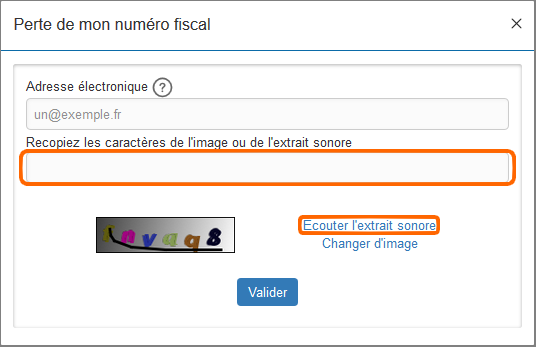 Perte de mon numéro fiscal ×
Adresse électronique ?
un@exemple.fr
Recopiez les caractères de l'image ou de l'extrait sonore
Ecouter l'extrait sonore
Changer d'image
Valider